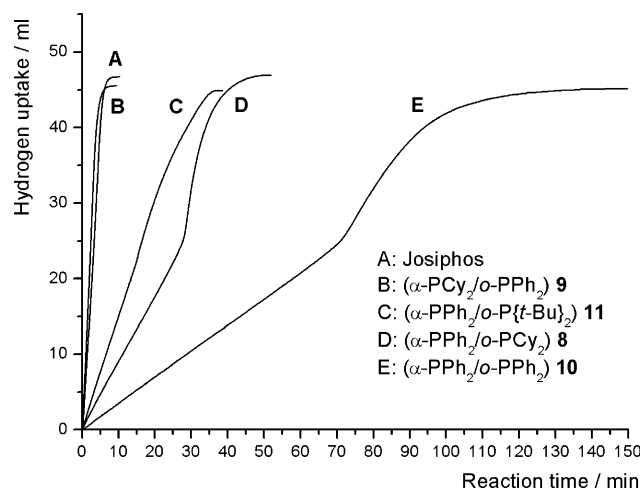 Hydrogen uptake / ml
50
40
30
20
10
0
A
B
C
D
E
A: Josiphos
B: (α-PCy₂/o-PPh₂) 9
C: (α-PPh₂/o-P{t-Bu}₂) 11
D: (α-PPh₂/o-PCy₂) 8
E: (α-PPh₂/o-PPh₂) 10
0 10 20 30 40 50 60 70 80 90 100 110 120 130 140 150
Reaction time / min